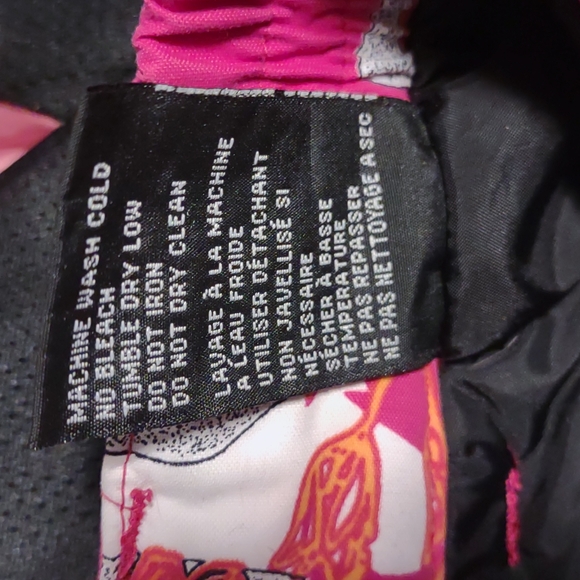 MACHINE WASH COLD
NO BLEACH
TUMBLE DRY LOW
DO NOT IRON
DO NOT DRY CLEAN
LAVAGE À LA MACHINE
A L'EAU FROIDE
UTILISER DÉTACHANT
NON JAVELLISÉ SI
NÉCESSAIRE
SÉCHER À BASSE
TEMPÉRATURE
NE PAS REPASSER
NE PAS NETTOYAGE A SEC